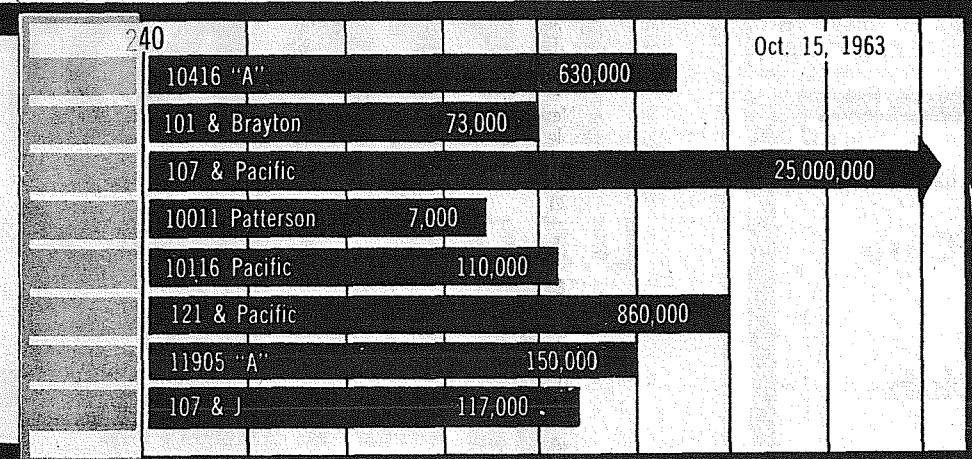 240
Oct. 15, 1963
10416 "A" 630,000
101 & Brayton 73,000
107 & Pacific 25,000,000
10011 Patterson 7,000
10116 Pacific 110,000
121 & Pacific 860,000
11905 "A" 150,000
107 & J 117,000